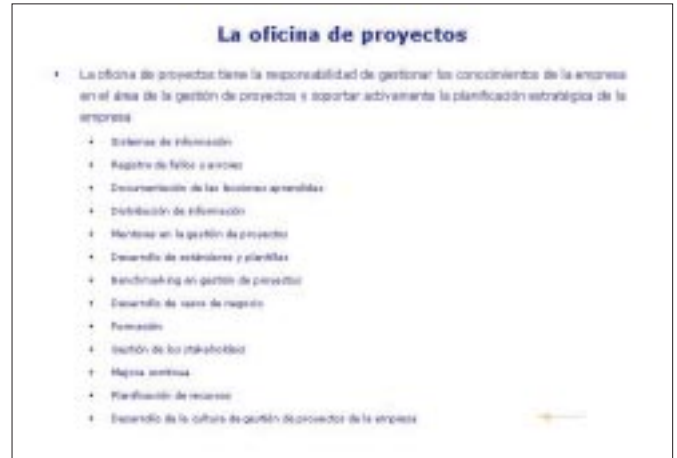 La oficina de proyectos
• La oficina de proyectos tiene la responsabilidad de gestionar los conocimientos de la empresa
en el área de la gestión de proyectos y soportar activamente la planificación estratégica de la
empresa
• Sistemas de información
• Registro de fallos y errores
• Documentación de las lecciones aprendidas
• Distribución de información
• Mentores en la gestión de proyectos
• Desarrollo de estándares y plantillas
• Benchmarking en gestión de proyectos
• Desarrollo de casos de negocio
• Formación
• Gestión de los stakeholders
• Mejora continua
• Planificación de recursos
• Desarrollo de la cultura de gestión de proyectos de la empresa